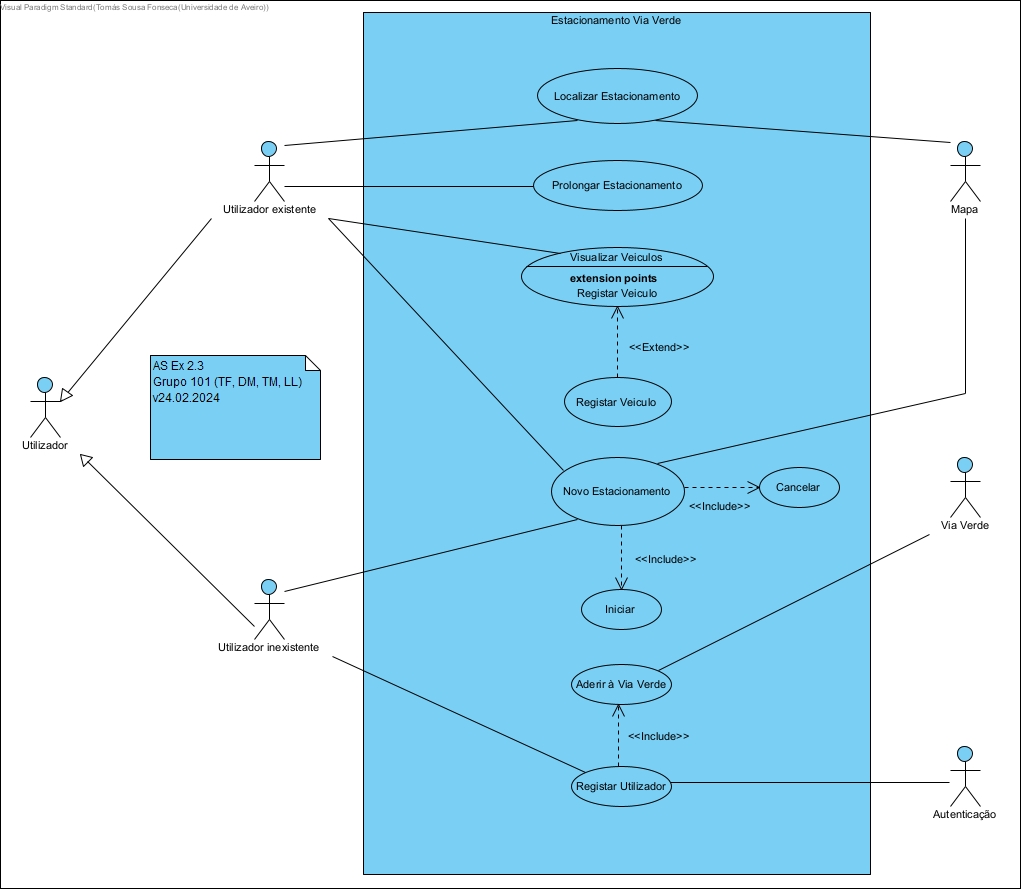 Visual Paradigm Standard(Tomás Sousa Fonseca(Universidade de Aveiro))
Estacionamento Via Verde
Localizar Estacionamento
Utilizador existente
Prolongar Estacionamento
Mapa
Visualizar Veiculos
extension points
Registar Veiculo
<<Extend>>
AS Ex 2.3
Grupo 101 (TF, DM, TM, LL)
v24.02.2024
Registar Veiculo
Utilizador
Novo Estacionamento
Cancelar
<<Include>>
Via Verde
<<Include>>
Iniciar
Utilizador inexistente
Aderir à Via Verde
<<Include>>
Registar Utilizador
Autenticação